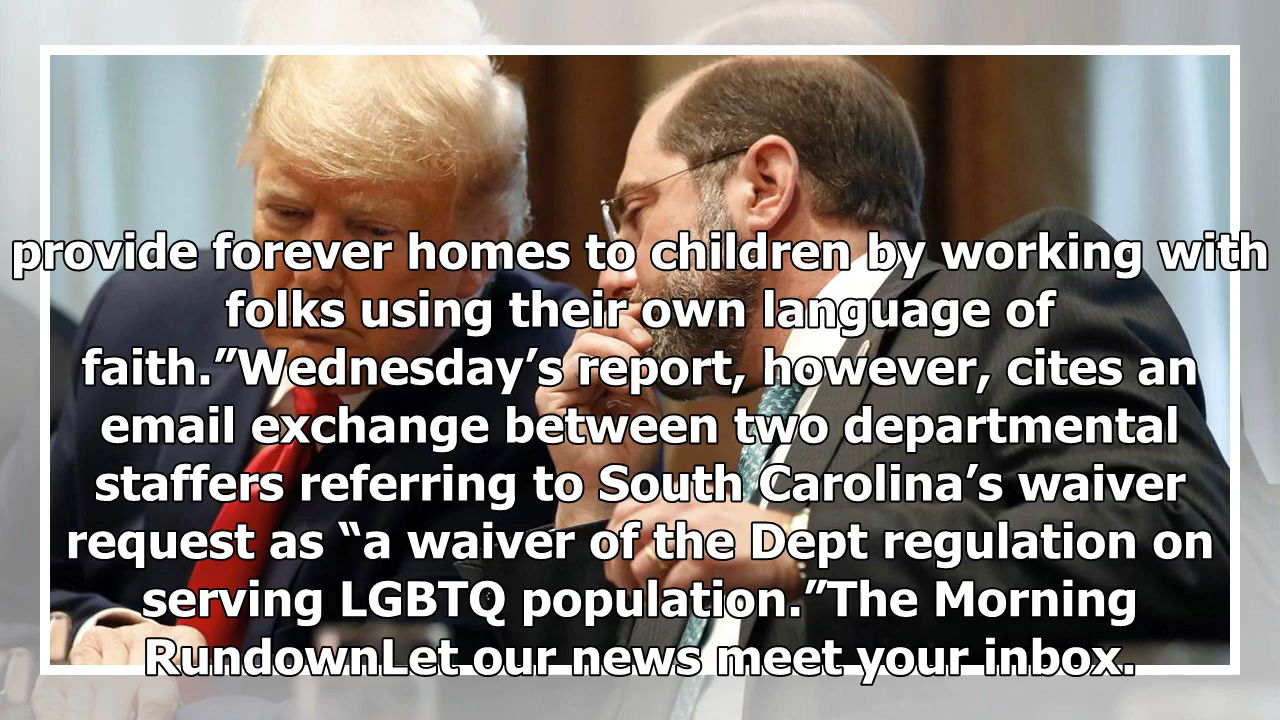 provide forever homes to children by working with
folks using their own language of
faith.”Wednesday’s report, however, cites an
email exchange between two departmental
staffers referring to South Carolina’s waiver
request as “a waiver of the Dept regulation on
serving LGBTQ population.”The Morning
RundownLet our news meet your inbox.